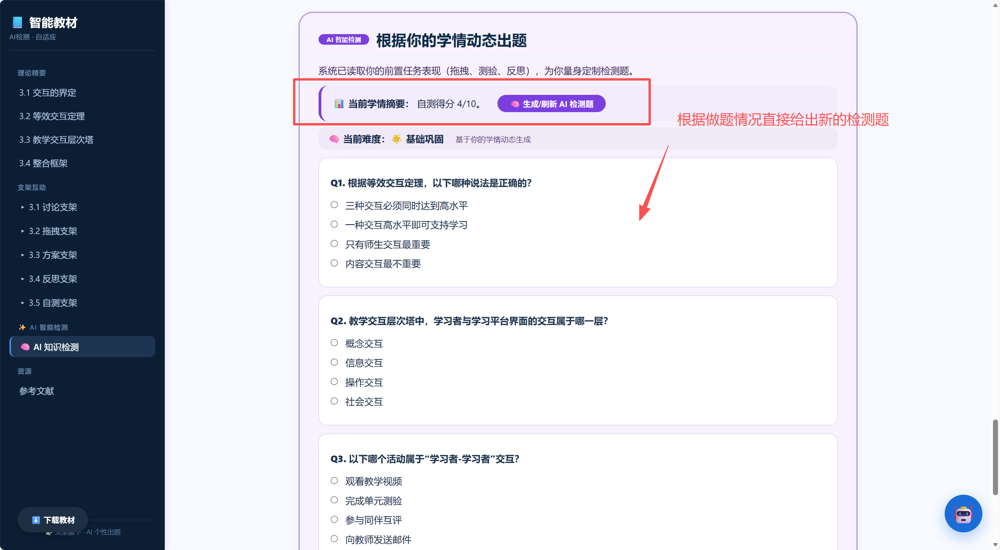 智能教材
AI检测 · 自适应
理论精要
3.1 交互的界定
3.2 等效交互定理
3.3 教学交互层次塔
3.4 整合框架
支架互动
3.1 讨论支架
3.2 拖拽支架
3.3 方案支架
3.4 反思支架
3.5 自测支架
AI 智能检测
AI 知识检测
资源
参考文献
下载教材
· AI 个性出题
AI 智能检测 根据你的学情动态出题
系统已读取你的前置任务表现（拖拽、测验、反思），为你量身定制检测题。
当前学情摘要： 自测得分 4/10。 生成/刷新 AI 检测题
根据做题情况直接给出新的检测题
当前难度： 基础巩固 基于你的学情动态生成
Q1. 根据等效交互定理，以下哪种说法是正确的？
三种交互必须同时达到高水平
一种交互高水平即可支持学习
只有师生交互最重要
内容交互最不重要
Q2. 教学交互层次塔中，学习者与学习平台界面的交互属于哪一层？
概念交互
信息交互
操作交互
社会交互
Q3. 以下哪个活动属于“学习者-学习者”交互？
观看教学视频
完成单元测验
参与同伴互评
向教师发送邮件